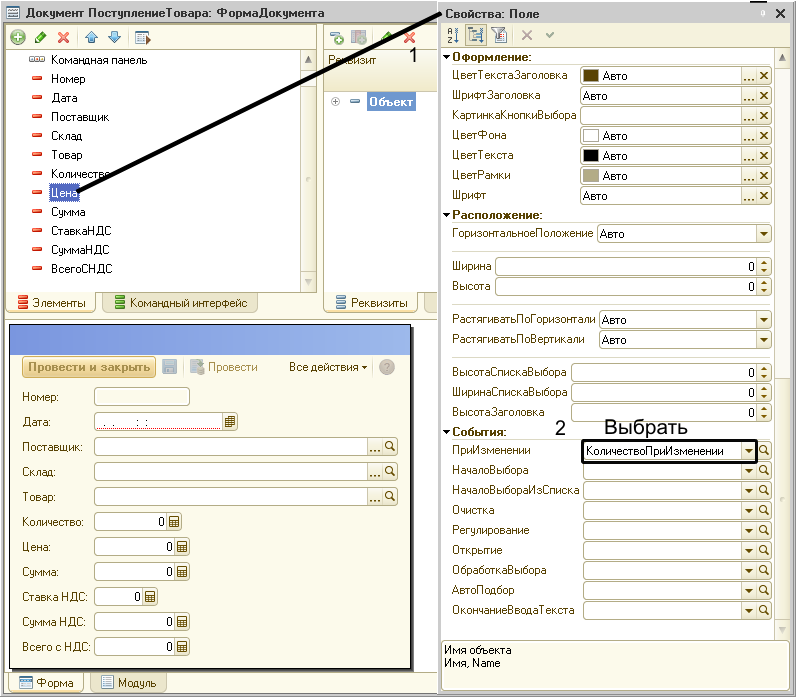 Документ ПоступлениеТовара: ФормаДокумента
Командная панель
Номер
Дата
Поставщик
Склад
Товар
Количество
Цена
Сумма
СтавкаНДС
СуммаНДС
ВсегоСНДС
Элементы
Командный интерфейс
1
Реквизит
Объект
Реквизиты
Провести и закрыть
Провести
Все действия
?
Номер:
Дата: . . : :
Поставщик: ...
Склад: ...
Товар: ...
Количество: 0
Цена: 0
Сумма: 0
Ставка НДС: 0
Сумма НДС: 0
Всего с НДС: 0
Форма
Модуль
Свойства: Поле
Оформление:
ЦветТекстаЗаголовка Авто ...
ШрифтЗаголовка Авто ...
КартинкаКнопкиВыбора ...
ЦветФона Авто ...
ЦветТекста Авто ...
ЦветРамки Авто ...
Шрифт Авто ...
Расположение:
ГоризонтальноеПоложение Авто
Ширина 0
Высота 0
РастягиватьПоГоризонтали Авто
РастягиватьПоВертикали Авто
ВысотаСпискаВыбора 0
ШиринаСпискаВыбора 0
ВысотаЗаголовка 0
События: 2 Выбрать
ПриИзменении КоличествоПриИзменении
НачалоВыбора
НачалоВыбораИзСписка
Очистка
Регулирование
Открытие
ОбработкаВыбора
АвтоПодбор
ОкончаниеВводаТекста
Имя объекта
Имя, Name